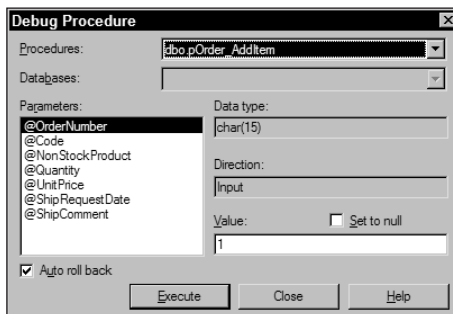 Debug Procedure
Procedures:
dbo.pOrder_AddItem
Databases:
Parameters:
@OrderNumber
@Code
@NonStockProduct
@Quantity
@UnitPrice
@ShipRequestDate
@ShipComment
Data type:
char(15)
Direction:
Input
Value:
Set to null
1
Auto roll back
Execute
Close
Help